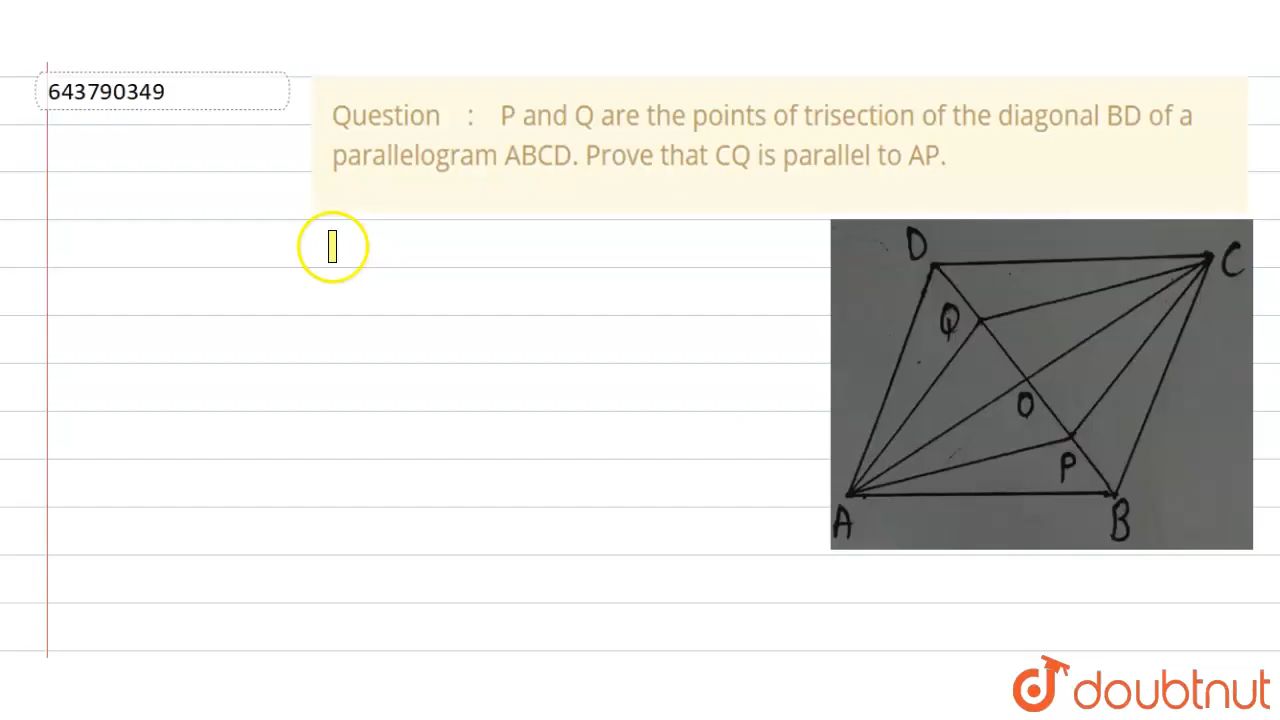 643790349
Question : P and Q are the points of trisection of the diagonal BD of a
parallelogram ABCD. Prove that CQ is parallel to AP.
D
C
Q
O
P
A
B
doubtnut